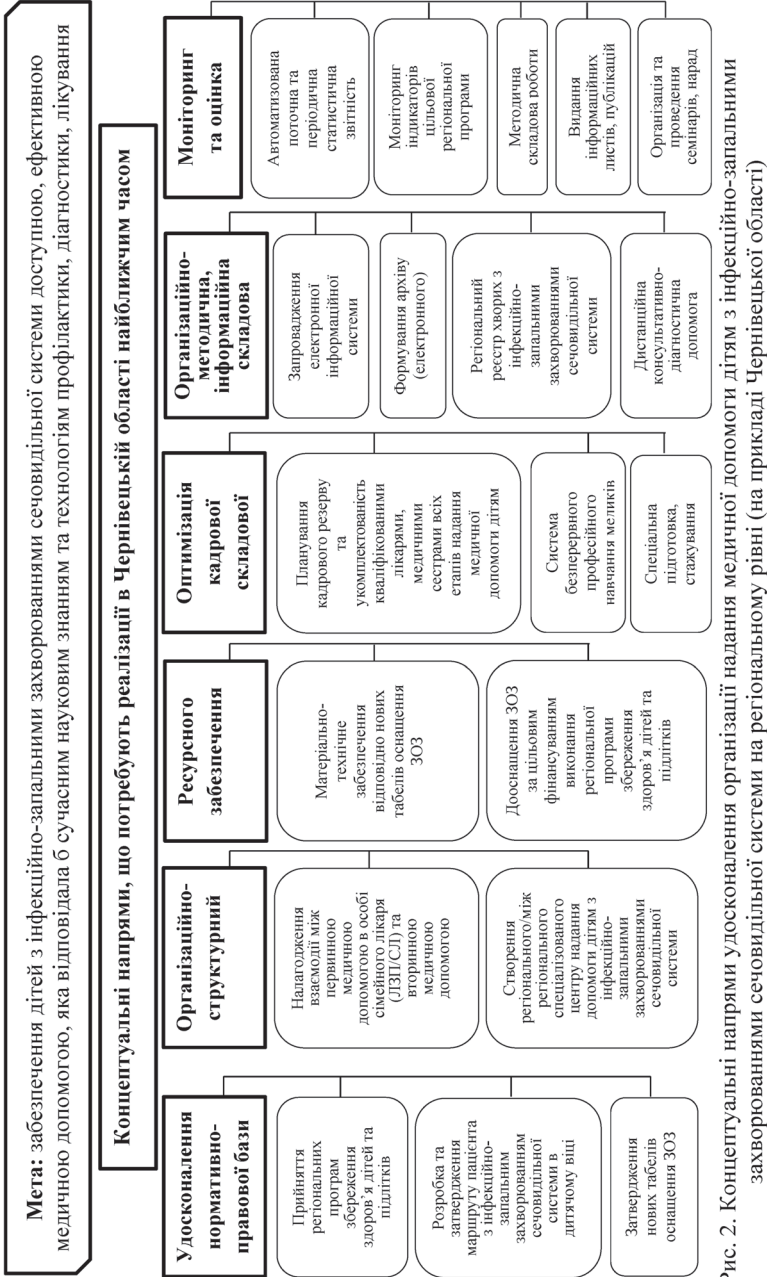 Мета: забезпечення дітей з інфекційно-запальними захворюваннями сечовидільної системи доступною, ефективною
медичною допомогою, яка відповідала б сучасним науковим знанням та технологіям профілактики, діагностики, лікування
Концептуальні напрями, що потребують реалізації в Чернівецькій області найближчим часом
Удосконалення
нормативно-
правової бази
Прийняття
регіональних
програм
збереження
здоров’я дітей та
підлітків
Розробка та
затвердження
маршруту пацієнта
з інфекційно-
запальним
захворюванням
сечовидільної
системи в
дитячому віці
Затвердження
нових табелів
оснащення ЗОЗ
Організаційно-
структурний
Налагодження
взаємодії між
первинною
медичною
допомогою в особі
сімейного лікаря
(ЛЗП/СЛ) та
вторинною
медичною
допомогою
Створення
регіонального/між
регіонального
спеціалізованого
центру надання
допомоги дітям з
інфекційно-
запальними
захворюваннями
сечовидільної
системи
Ресурсного
забезпечення
Матеріально-
технічне
забезпечення
відповідно нових
табелів оснащення
ЗОЗ
Дооснащення ЗОЗ
за цільовим
фінансуванням
виконання
регіональної
програми
збереження
здоров’я дітей та
підлітків
Оптимізація
кадрової
складової
Планування
кадрового резерву
та
укомплектованість
кваліфікованими
лікарями,
медичними
сестрами всіх
етапів надання
медичної
допомоги дітям
Система
безперервного
професійного
навчання меликів
Спеціальна
підготовка,
стажування
Організаційно-
методична,
інформаційна
складова
Запровадження
електронної
інформаційної
системи
Формування архіву
(електронного)
Регіональний
реєстр хворих з
інфекційно-
запальними
захворюваннями
сечовидільної
системи
Дистанційна
консультативно-
діагностична
допомога
Моніторинг
та оцінка
Автоматизована
поточна та
періодична
статистична
звітність
Моніторинг
індикаторів
цільової
регіональної
програми
Методична
складова роботи
Видання
інформаційних
листів, публікацій
Організація та
проведення
семінарів, нарад
Рис. 2. Концептуальні напрями удосконалення організації надання медичної допомоги дітям з інфекційно-запальними
захворюваннями сечовидільної системи на регіональному рівні (на прикладі Чернівецької області)